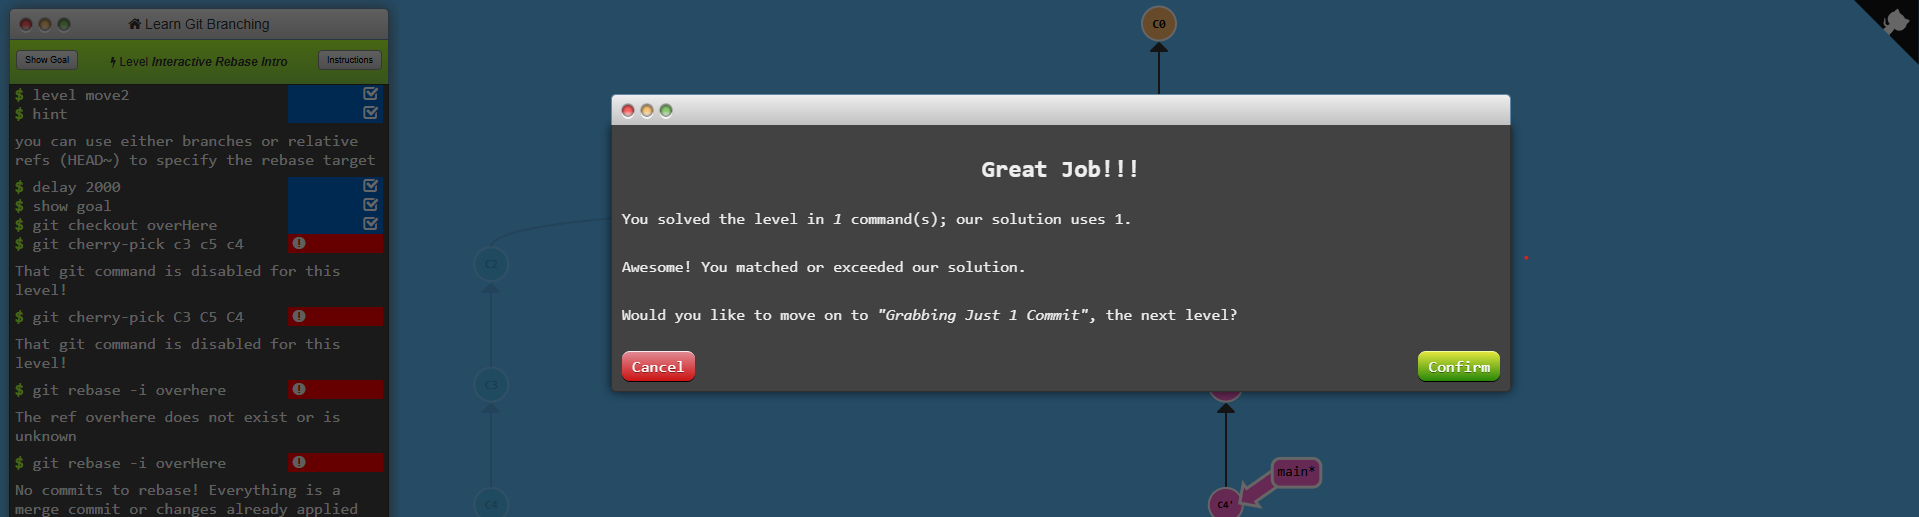 Learn Git Branching
Show Goal
Level Interactive Rebase Intro
Instructions
$ level move2
$ hint
you can use either branches or relative
refs (HEAD~) to specify the rebase target
$ delay 2000
$ show goal
$ git checkout overHere
$ git cherry-pick c3 c5 c4
That git command is disabled for this
level!
$ git cherry-pick C3 C5 C4
That git command is disabled for this
level!
$ git rebase -i overhere
The ref overhere does not exist or is
unknown
$ git rebase -i overHere
No commits to rebase! Everything is a
merge commit or changes already applied
C0
C2
C3
C4
Great Job!!!
You solved the level in 1 command(s); our solution uses 1.
Awesome! You matched or exceeded our solution.
Would you like to move on to "Grabbing Just 1 Commit", the next level?
Cancel
Confirm
main*
C4'